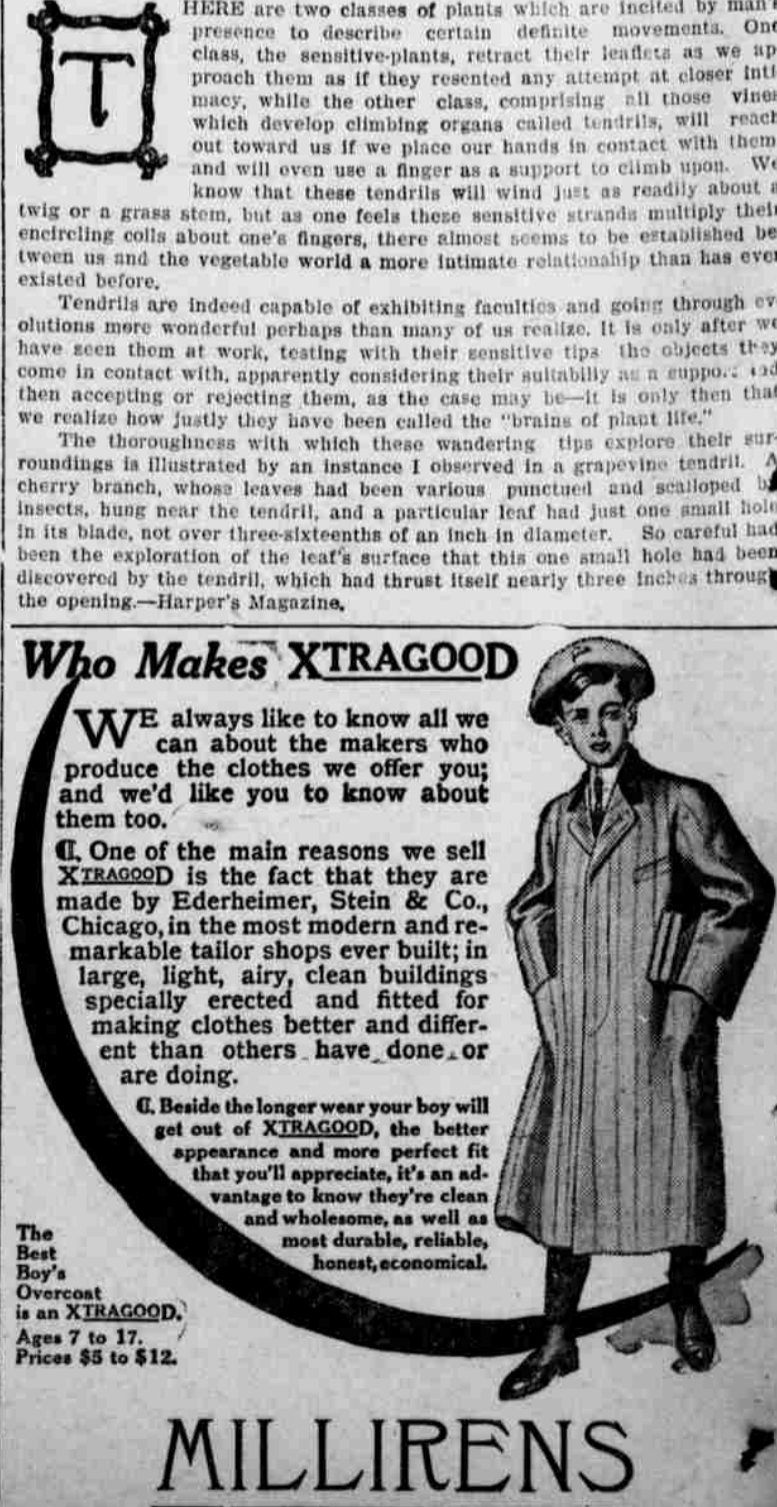 THERE are two classes of plants which are incited by man's
presence to describe certain definite movements. One
class, the sensitive-plants, retract their leaflets as we ap
proach them as if they resented any attempt at closer inti
macy, while the other class, comprising all those vines
which develop climbing organs called tendrils, will reach
out toward us if we place our hands in contact with them
and will even use a finger as a support to climb upon. We
know that these tendrils will wind just as readily about a
twig or a grass stem, but as one feels these sensitive strands multiply their
encircling coils about one's fingers, there almost seems to be established be
tween us and the vegetable world a more intimate relationship than has ever
existed before.
Tendrils are indeed capable of exhibiting faculties and going through ev
olutions more wonderful perhaps than many of us realize. It is only after we
have seen them at work, testing with their sensitive tips the objects they
come in contact with, apparently considering their suitabiliy as a suppo.. and
then accepting or rejecting them, as the case may be—it is only then that
we realize how justly they have been called the "brains of plant life."
The thoroughness with which these wandering tips explore their sur-
roundings is illustrated by an instance I observed in a grapevine tendril. A
cherry branch, whose leaves had been various punctued and scalloped by
insects, hung near the tendril, and a particular leaf had just one small hole
in its blade, not over three-sixteenths of an inch in diameter. So careful had
been the exploration of the leaf's surface that this one small hole had been
discovered by the tendril, which had thrust itself nearly three inches through
the opening.—Harper's Magazine.
Who Makes XTRAGOOD
WE always like to know all we
can about the makers who
produce the clothes we offer you;
and we'd like you to know about
them too.
¶ One of the main reasons we sell
XTRAGOOD is the fact that they are
made by Ederheimer, Stein & Co.,
Chicago, in the most modern and re-
markable tailor shops ever built; in
large, light, airy, clean buildings
specially erected and fitted for
making clothes better and differ-
ent than others have done or
are doing.
¶ Beside the longer wear your boy will
get out of XTRAGOOD, the better
appearance and more perfect fit
that you'll appreciate, it's an ad-
vantage to know they're clean
and wholesome, as well as
most durable, reliable,
honest, economical.
The
Best
Boy's
Overcoat
is an XTRAGOOD.
Ages 7 to 17.
Prices $5 to $12.
MILLIRENS